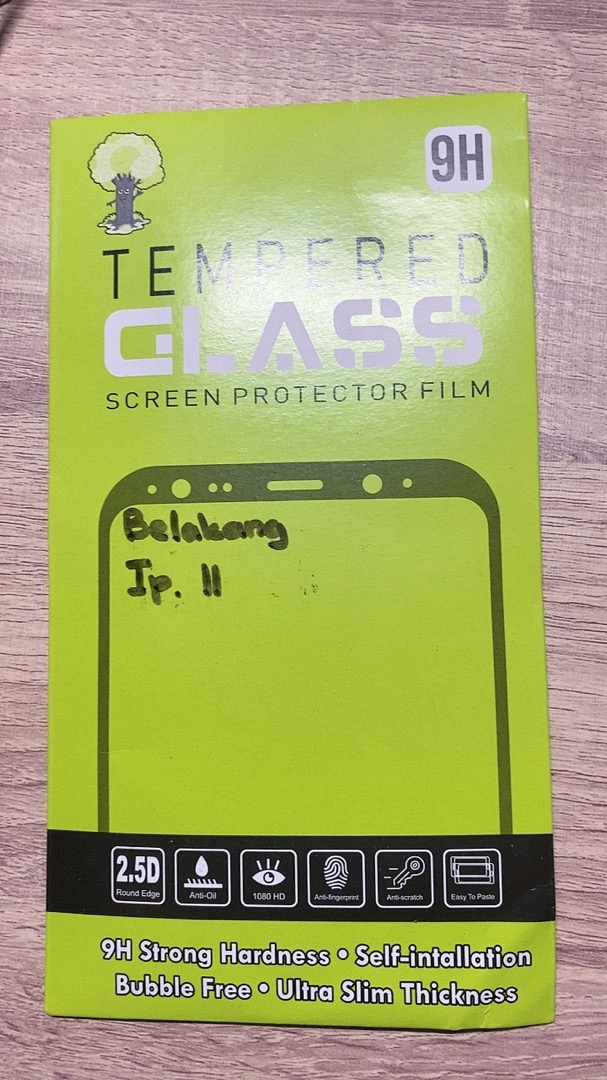 9H
TEMPERED
GLASS
SCREEN PROTECTOR FILM
Belakang
Ip. 11
2.5D
Round Edge
Anti-Oil
1080 HD
Anti-fingerprint
Anti-scratch
Easy To Paste
9H Strong Hardness • Self-intallation
Bubble Free • Ultra Slim Thickness